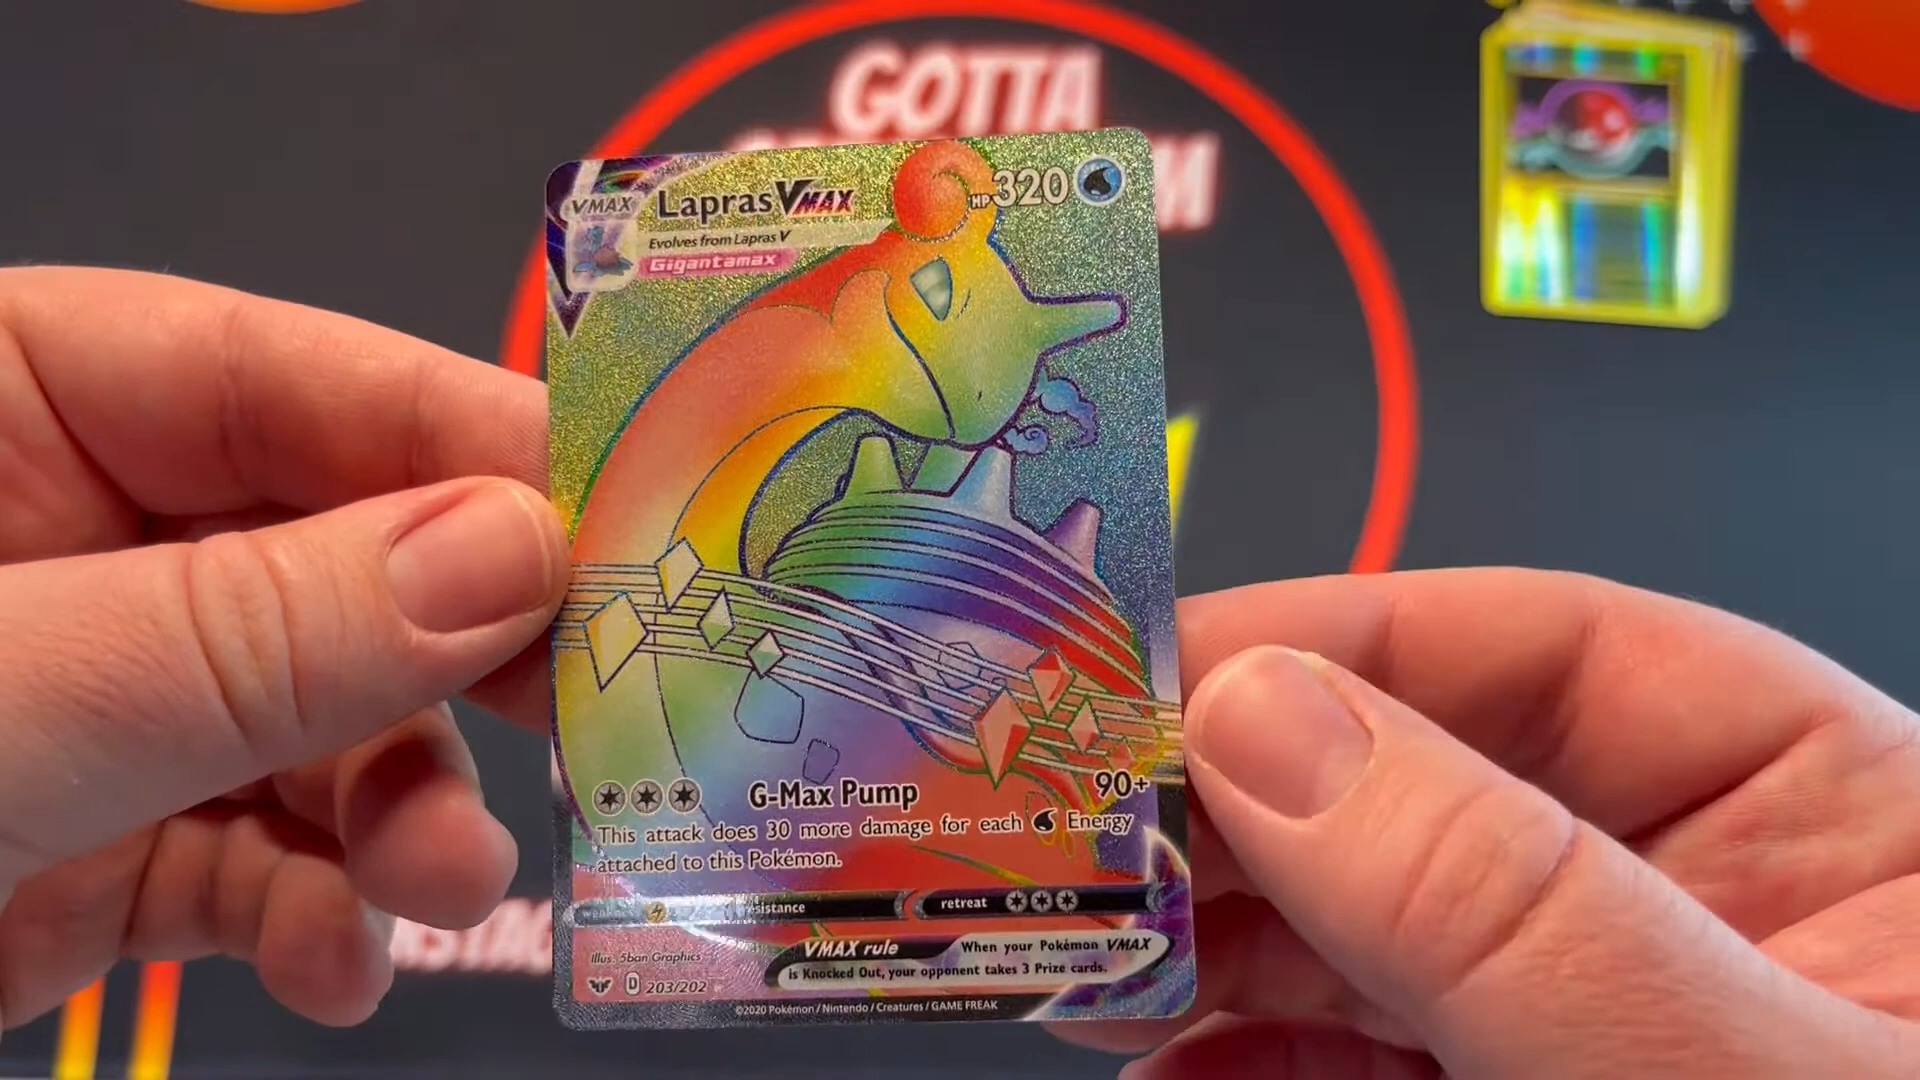 GOTTA
VMAX
Lapras VMAX
HP 320
Evolves from Lapras V
Gigantamax
G-Max Pump 90+
This attack does 30 more damage for each Energy
attached to this Pokémon.
weakness resistance retreat
Illus. 5ban Graphics
VMAX rule When your Pokémon VMAX
is Knocked Out, your opponent takes 3 Prize cards.
D 203/202
©2020 Pokémon / Nintendo / Creatures / GAME FREAK